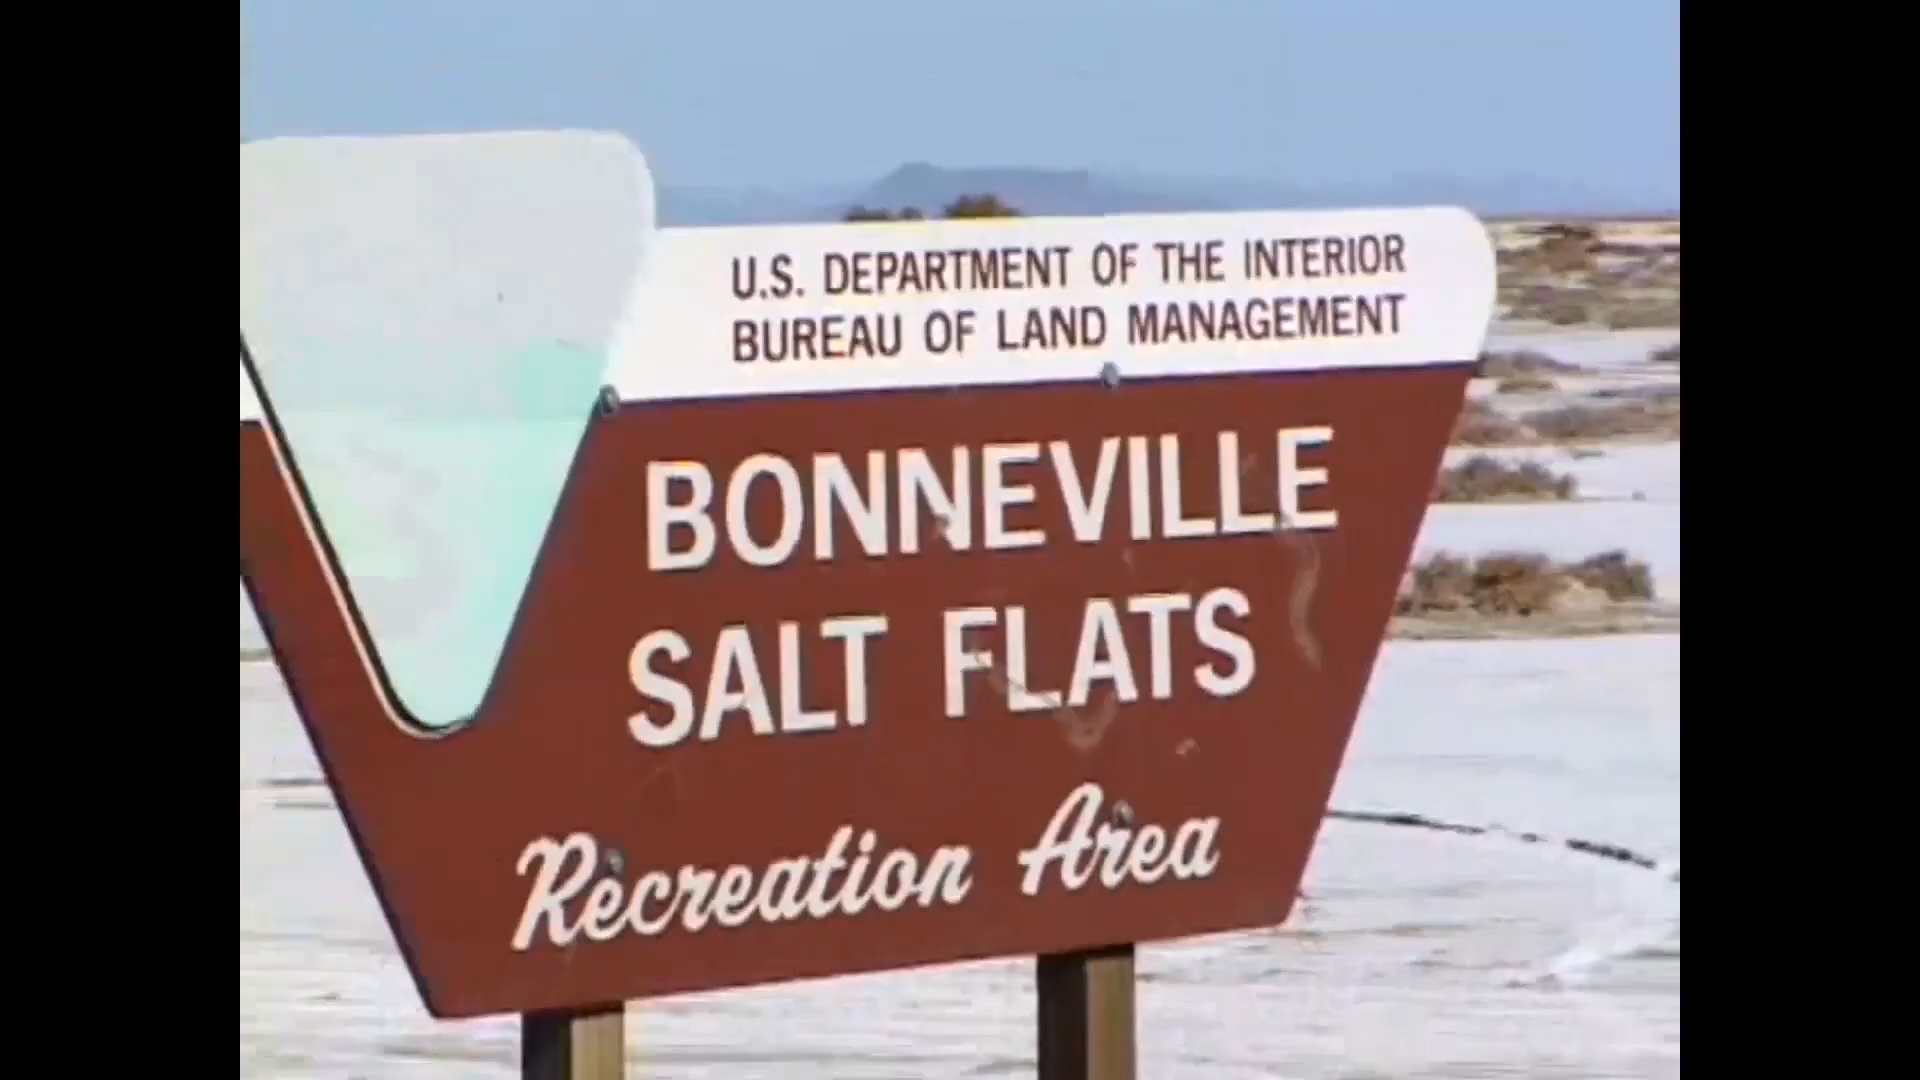 U.S. DEPARTMENT OF THE INTERIOR
BUREAU OF LAND MANAGEMENT
BONNEVILLE
SALT FLATS
Recreation Area